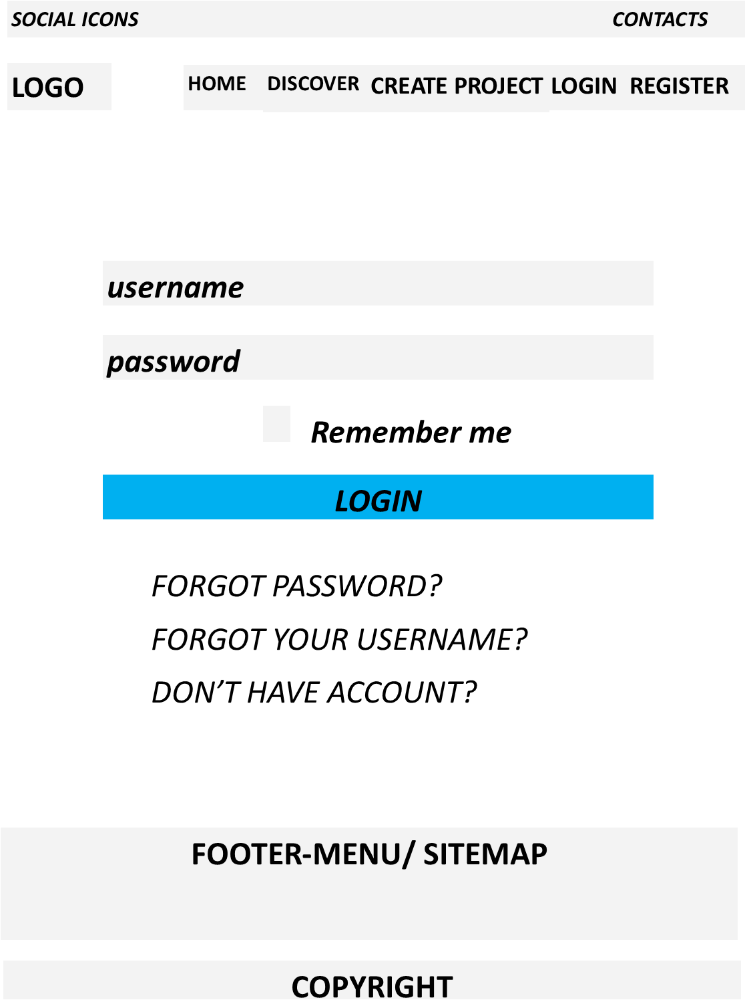 SOCIAL ICONS CONTACTS
LOGO HOME DISCOVER CREATE PROJECT LOGIN REGISTER
username
password
Remember me
LOGIN
FORGOT PASSWORD?
FORGOT YOUR USERNAME?
DON’T HAVE ACCOUNT?
FOOTER-MENU/ SITEMAP
COPYRIGHT